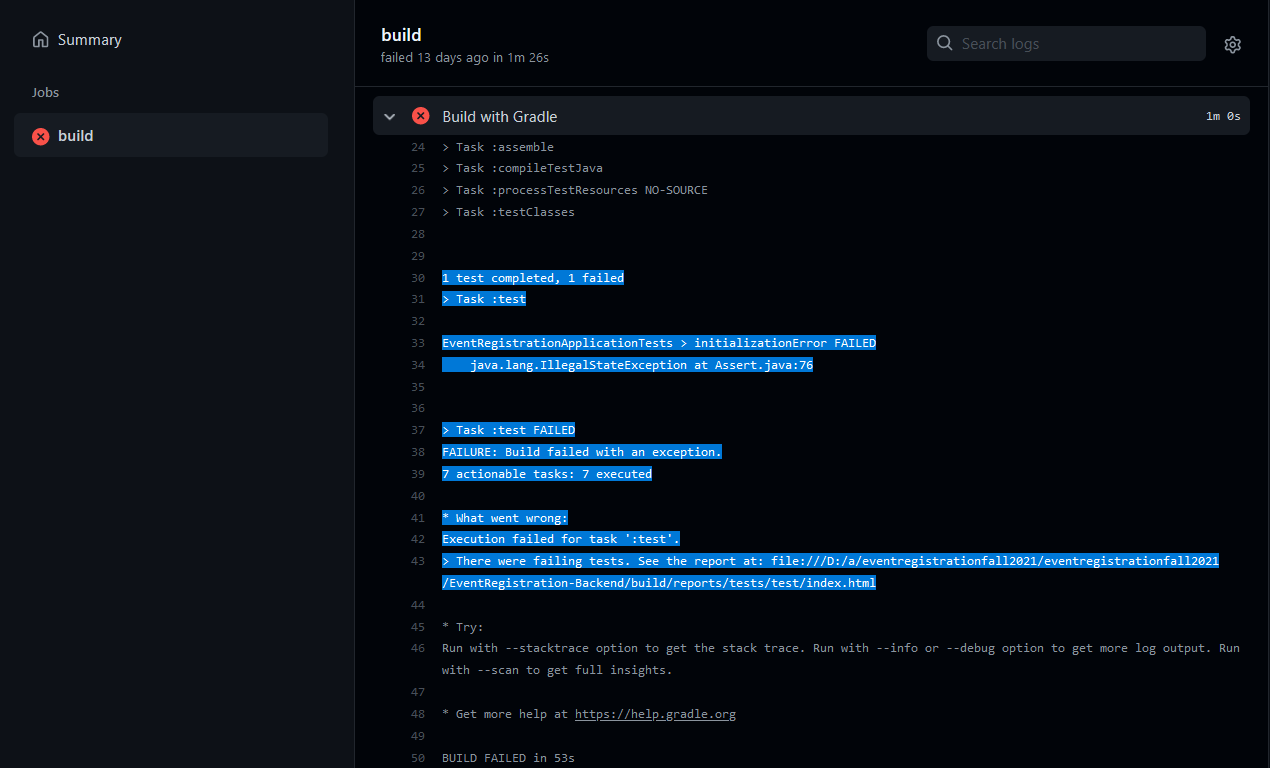 Summary
Jobs
build
build
failed 13 days ago in 1m 26s
Search logs
Build with Gradle
1m 0s
24 > Task :assemble
25 > Task :compileTestJava
26 > Task :processTestResources NO-SOURCE
27 > Task :testClasses
28
29
30 1 test completed, 1 failed
31 > Task :test
32
33 EventRegistrationApplicationTests > initializationError FAILED
34 java.lang.IllegalStateException at Assert.java:76
35
36
37 > Task :test FAILED
38 FAILURE: Build failed with an exception.
39 7 actionable tasks: 7 executed
40
41 * What went wrong:
42 Execution failed for task ':test'.
43 > There were failing tests. See the report at: file:///D:/a/eventregistrationfall2021/eventregistrationfall2021
/EventRegistration-Backend/build/reports/tests/test/index.html
44
45 * Try:
46 Run with --stacktrace option to get the stack trace. Run with --info or --debug option to get more log output. Run
with --scan to get full insights.
47
48 * Get more help at https://help.gradle.org
49
50 BUILD FAILED in 53s